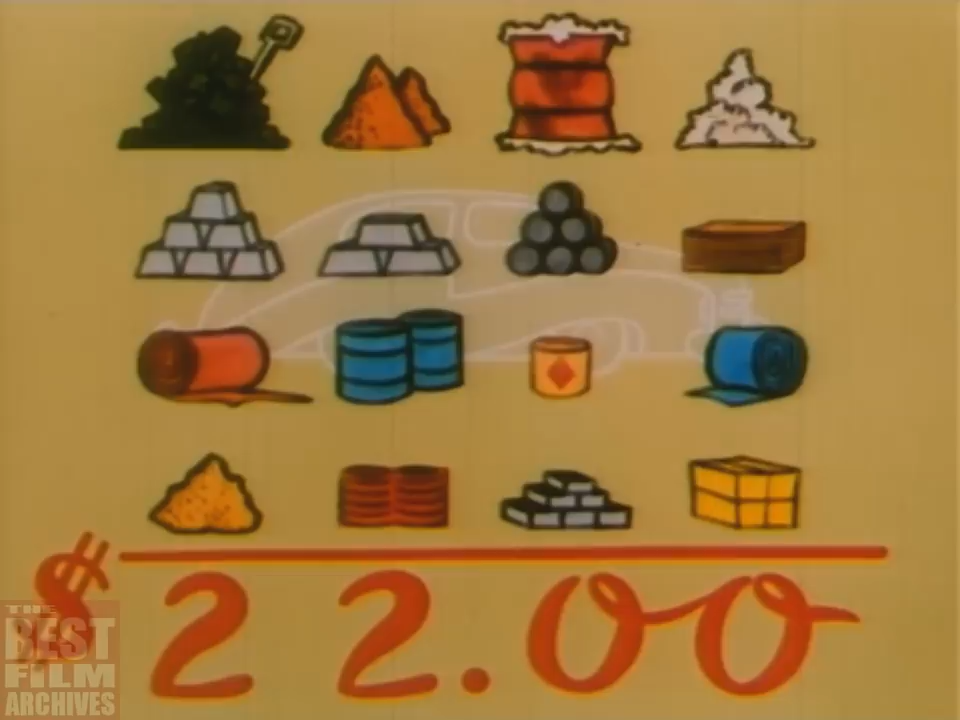 $22.00
THE
BEST
FILM
ARCHIVES